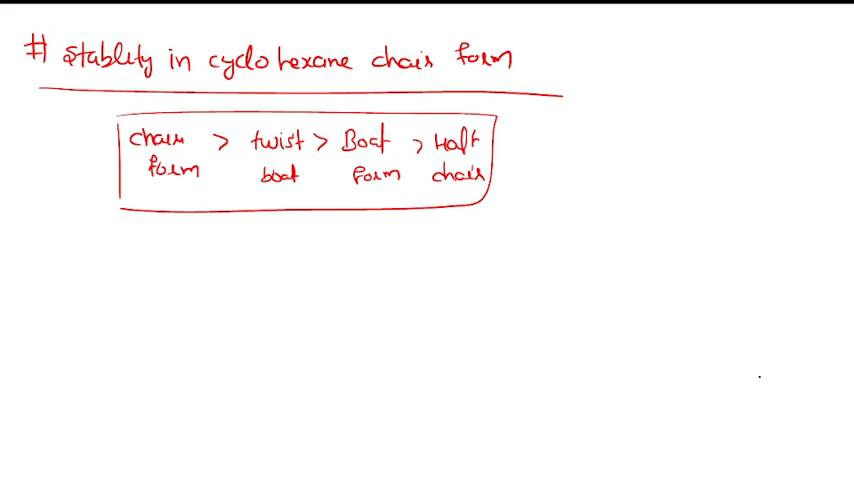 # Stablity in cyclohexane chair form
chair > twist > Boat > Half
form boat form chair